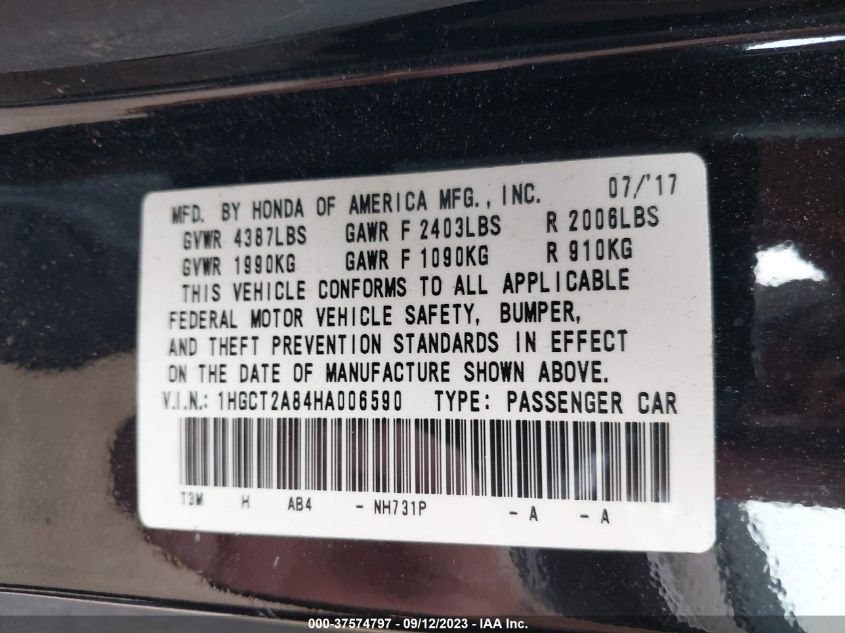 MFD. BY HONDA OF AMERICA MFG., INC. 07/'17
GVWR 4387LBS GAWR F 2403LBS R 2006LBS
GVWR 1990KG GAWR F 1090KG R 910KG
THIS VEHICLE CONFORMS TO ALL APPLICABLE
FEDERAL MOTOR VEHICLE SAFETY, BUMPER,
AND THEFT PREVENTION STANDARDS IN EFFECT
ON THE DATE OF MANUFACTURE SHOWN ABOVE.
V.I.N.: 1HGCT2A84HA006590 TYPE: PASSENGER CAR
T3M H AB4 - NH731P - A - A
000-37574797 - 09/12/2023 - IAA Inc.